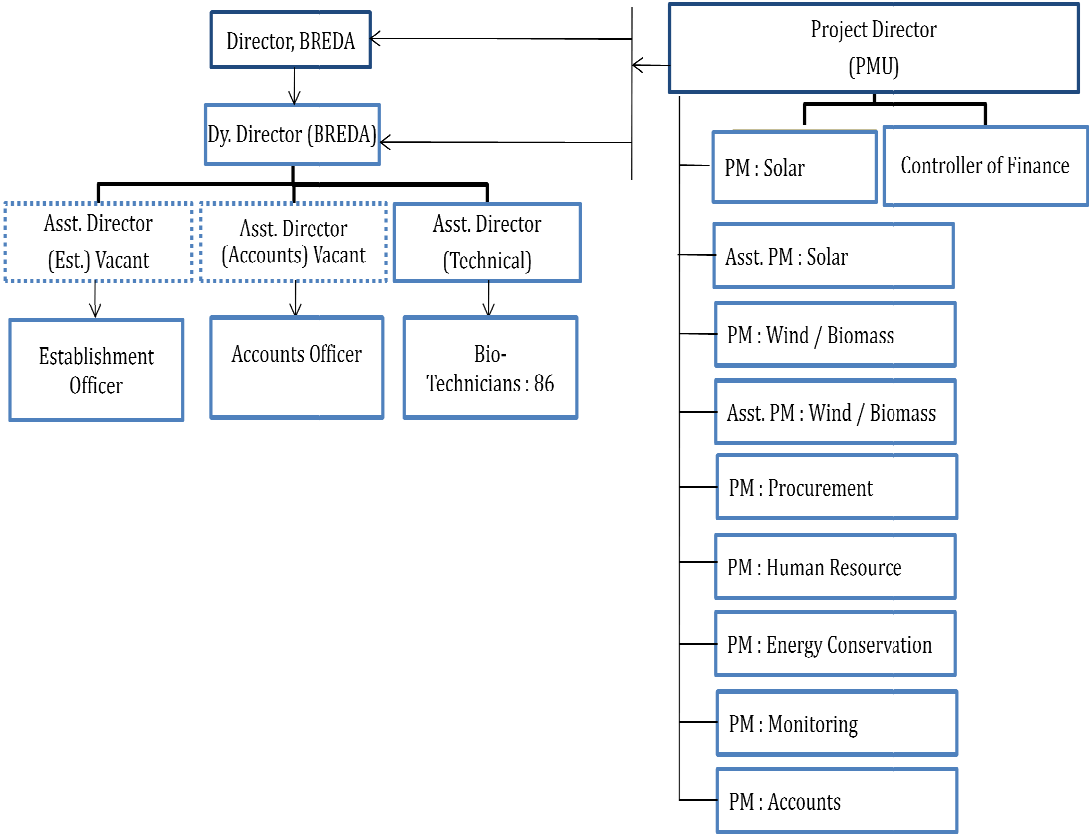 Director, BREDA
Dy. Director (BREDA)
Asst. Director
(Est.) Vacant
Asst. Director
(Accounts) Vacant
Asst. Director
(Technical)
Establishment
Officer
Accounts Officer
Bio-
Technicians : 86
Project Director
(PMU)
PM : Solar
Controller of Finance
Asst. PM : Solar
PM : Wind / Biomass
Asst. PM : Wind / Biomass
PM : Procurement
PM : Human Resource
PM : Energy Conservation
PM : Monitoring
PM : Accounts